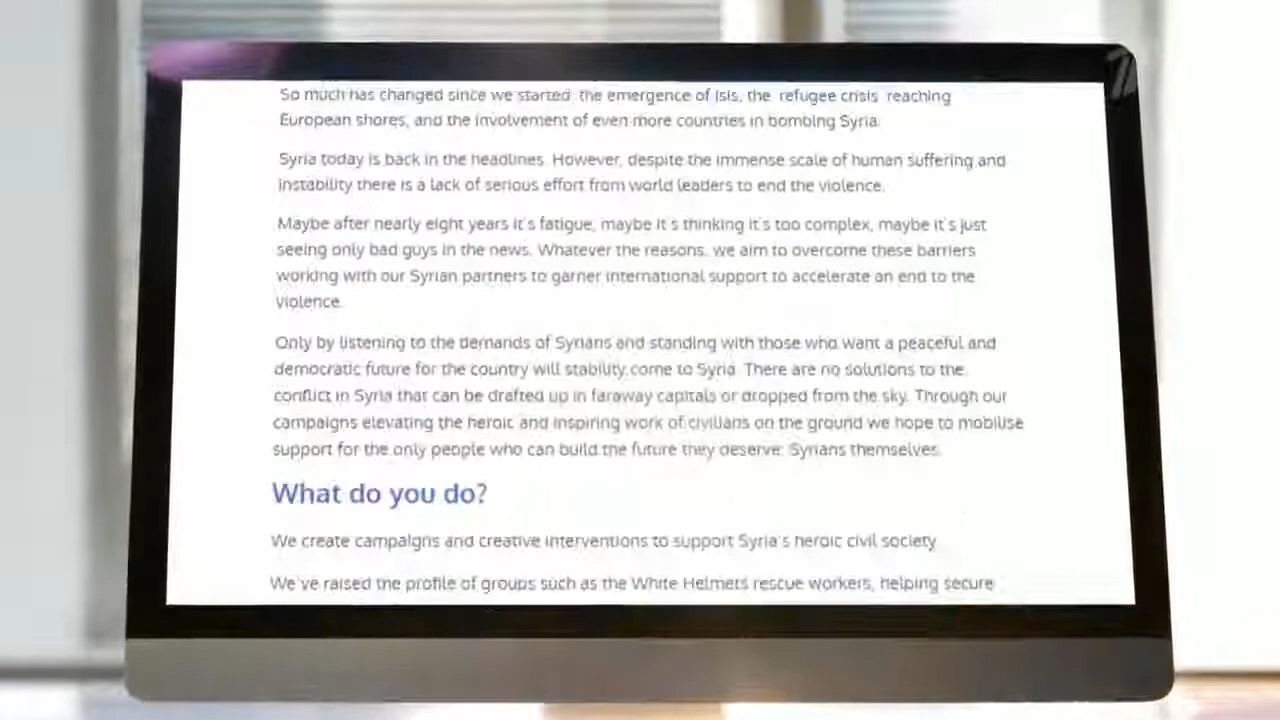 So much has changed since we started: the emergence of Isis, the refugee crisis reaching
European shores, and the involvement of even more countries in bombing Syria.
Syria today is back in the headlines. However, despite the immense scale of human suffering and
instability there is a lack of serious effort from world leaders to end the violence.
Maybe after nearly eight years it's fatigue, maybe it's thinking it's too complex, maybe it's just
seeing only bad guys in the news. Whatever the reasons, we aim to overcome these barriers
working with our Syrian partners to garner international support to accelerate an end to the
violence.
Only by listening to the demands of Syrians and standing with those who want a peaceful and
democratic future for the country will stability come to Syria. There are no solutions to the
conflict in Syria that can be drafted up in faraway capitals or dropped from the sky. Through our
campaigns elevating the heroic and inspiring work of civilians on the ground we hope to mobilise
support for the only people who can build the future they deserve: Syrians themselves.
What do you do?
We create campaigns and creative interventions to support Syria's heroic civil society.
We've raised the profile of groups such as the White Helmets rescue workers, helping secure